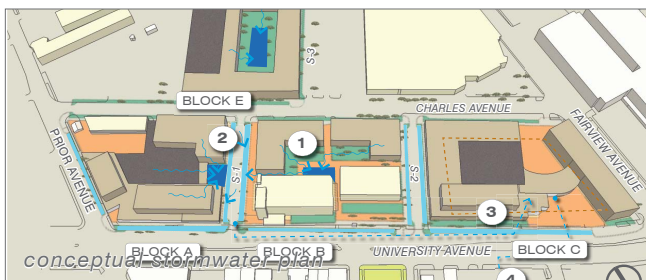 S-3
BLOCK E
CHARLES AVENUE
FAIRVIEW AVENUE
PRIOR AVENUE
2
1
S-1
S-2
3
BLOCK A
BLOCK B
UNIVERSITY AVENUE
BLOCK C
conceptual stormwater plan
4